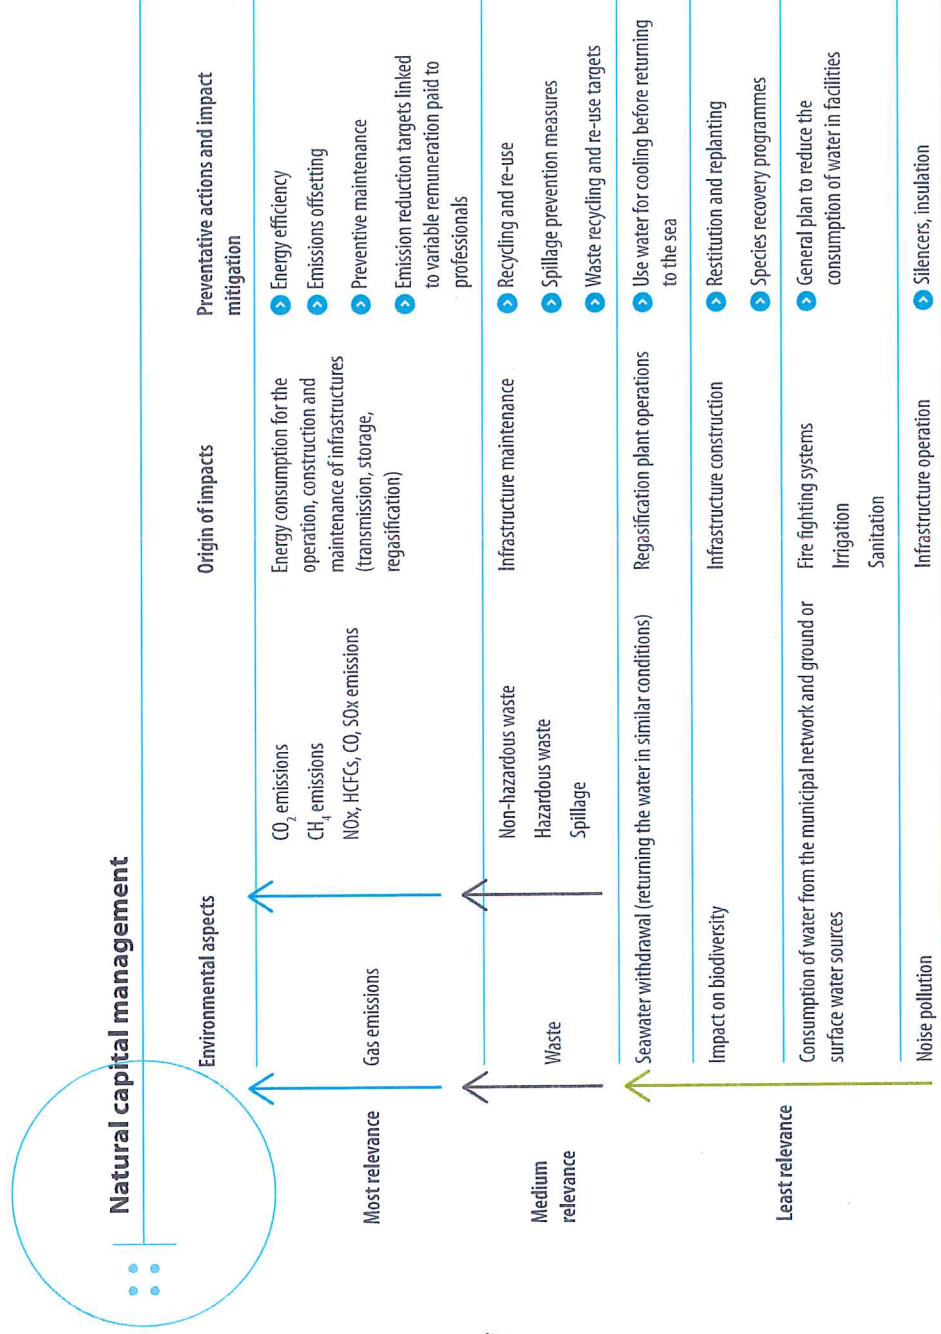 Natural capital management
Environmental aspects
Origin of impacts
Preventative actions and impact
mitigation
Most relevance
Gas emissions
CO₂ emissions
CH₄ emissions
NOx, HCFCs, CO, SOx emissions
Energy consumption for the
operation, construction and
maintenance of infrastructures
(transmission, storage,
regasification)
Energy efficiency
Emissions offsetting
Preventive maintenance
Emission reduction targets linked
to variable remuneration paid to
professionals
Medium
relevance
Waste
Non-hazardous waste
Hazardous waste
Spillage
Infrastructure maintenance
Recycling and re-use
Spillage prevention measures
Waste recycling and re-use targets
Least relevance
Seawater withdrawal (returning the water in similar conditions)
Regasification plant operations
Use water for cooling before returning
to the sea
Impact on biodiversity
Infrastructure construction
Restitution and replanting
Species recovery programmes
Consumption of water from the municipal network and ground or
surface water sources
Fire fighting systems
Irrigation
Sanitation
General plan to reduce the
consumption of water in facilities
Noise pollution
Infrastructure operation
Silencers, insulation